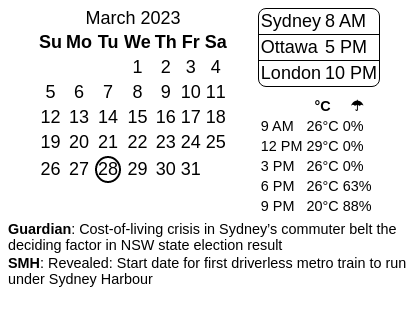 March 2023
Su Mo Tu We Th Fr Sa
1 2 3 4
5 6 7 8 9 10 11
12 13 14 15 16 17 18
19 20 21 22 23 24 25
26 27 28 29 30 31
Sydney 8 AM
Ottawa 5 PM
London 10 PM
°C ☂
9 AM 26°C 0%
12 PM 29°C 0%
3 PM 26°C 0%
6 PM 26°C 63%
9 PM 20°C 88%
Guardian: Cost-of-living crisis in Sydney’s commuter belt the
deciding factor in NSW state election result
SMH: Revealed: Start date for first driverless metro train to run
under Sydney Harbour